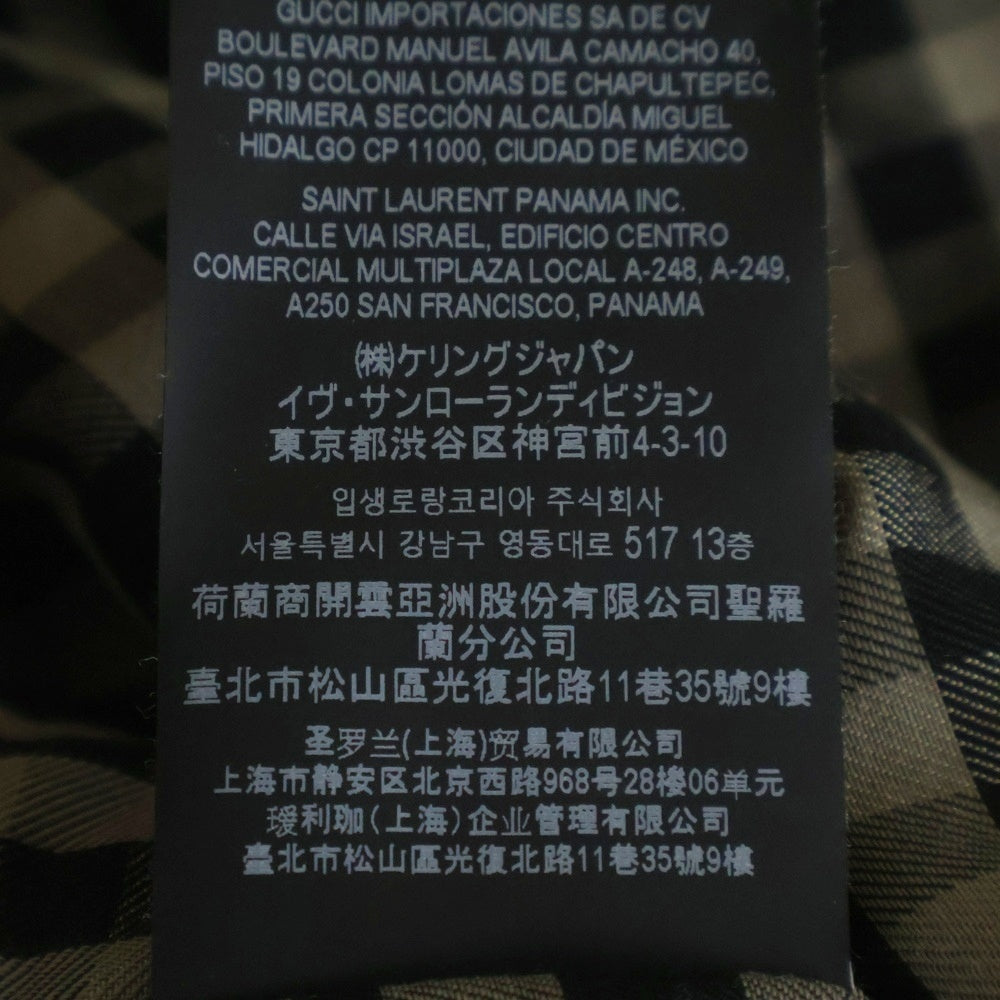 GUCCI IMPORTACIONES SA DE CV
BOULEVARD MANUEL AVILA CAMACHO 40,
PISO 19 COLONIA LOMAS DE CHAPULTEPEC,
PRIMERA SECCIÓN ALCALDÍA MIGUEL
HIDALGO CP 11000, CIUDAD DE MÉXICO
SAINT LAURENT PANAMA INC.
CALLE VIA ISRAEL, EDIFICIO CENTRO
COMERCIAL MULTIPLAZA LOCAL A-248, A-249,
A250 SAN FRANCISCO, PANAMA
㈱ケリングジャパン
イヴ・サンローランディビジョン
東京都渋谷区神宮前4-3-10
입생로랑코리아 주식회사
서울특별시 강남구 영동대로 517 13층
荷蘭商開雲亞洲股份有限公司聖羅
蘭分公司
臺北市松山區光復北路11巷35號9樓
圣罗兰(上海)贸易有限公司
上海市静安区北京西路968号28楼06单元
瑷利珈(上海)企业管理有限公司
臺北市松山區光復北路11巷35號9樓